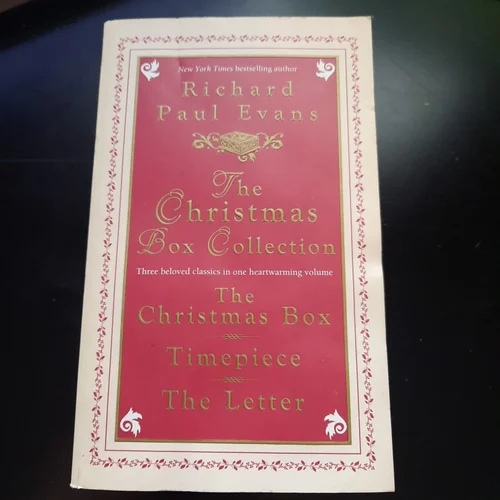 New York Times bestselling author
Richard
Paul Evans
The
Christmas
Box Collection
Three beloved classics in one heartwarming volume
The
Christmas Box
Timepiece
The Letter